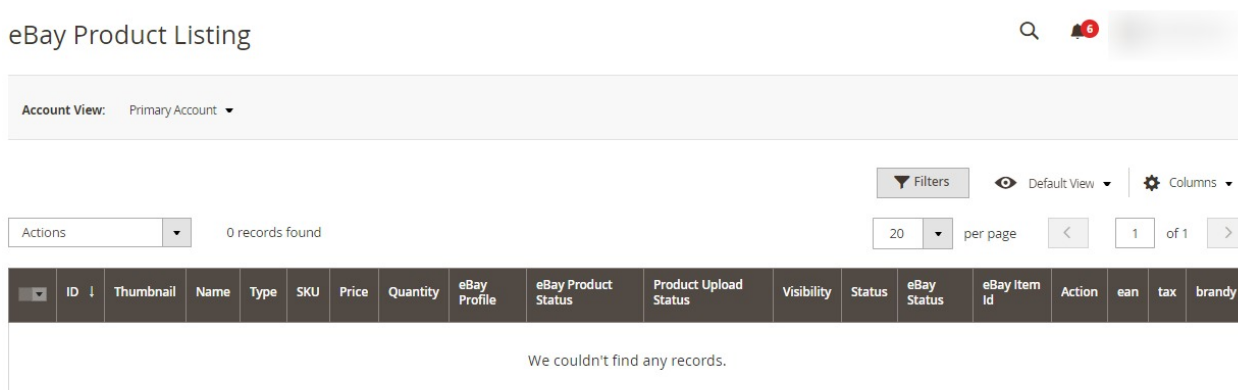 eBay Product Listing
6
Account View: Primary Account
Filters Default View Columns
Actions 0 records found 20 per page 1 of 1
ID ↓ Thumbnail Name Type SKU Price Quantity eBay Profile eBay Product Status Product Upload Status Visibility Status eBay Status eBay Item Id Action ean tax brandy
We couldn't find any records.